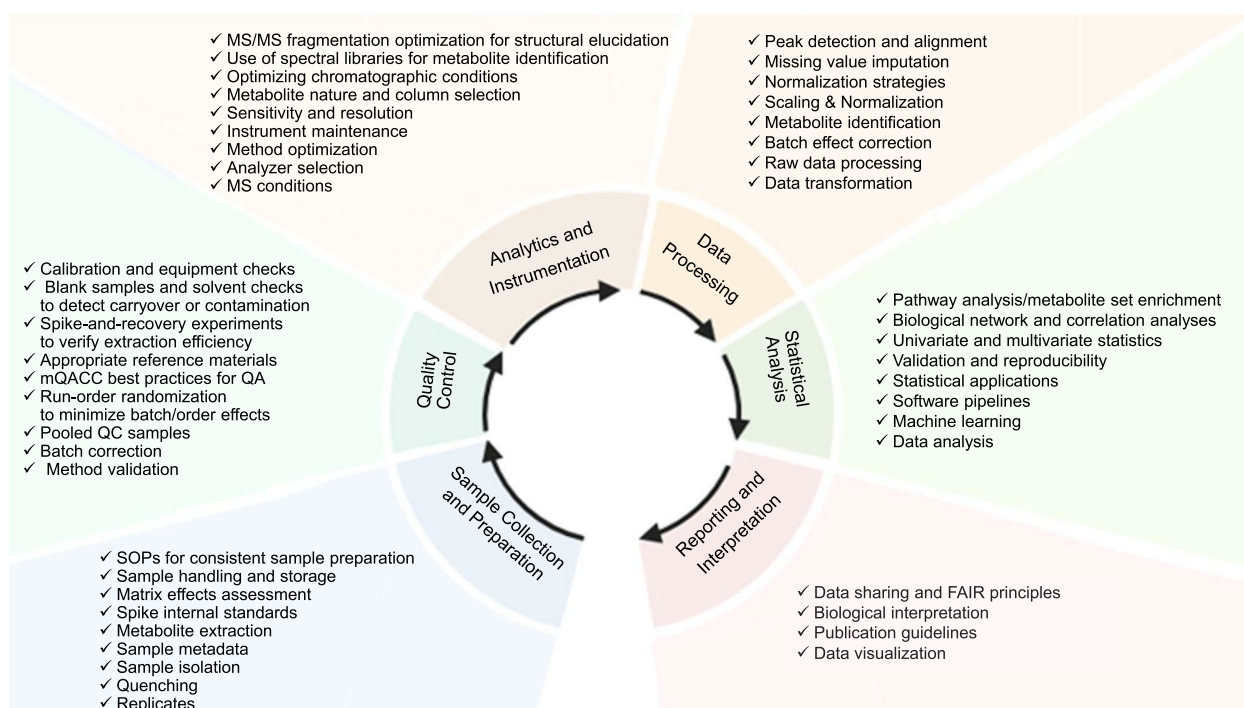 ✓ MS/MS fragmentation optimization for structural elucidation
✓ Use of spectral libraries for metabolite identification
✓ Optimizing chromatographic conditions
✓ Metabolite nature and column selection
✓ Sensitivity and resolution
✓ Instrument maintenance
✓ Method optimization
✓ Analyzer selection
✓ MS conditions
✓ Peak detection and alignment
✓ Missing value imputation
✓ Normalization strategies
✓ Scaling & Normalization
✓ Metabolite identification
✓ Batch effect correction
✓ Raw data processing
✓ Data transformation
Analytics and
Instrumentation
Data
Processing
✓ Calibration and equipment checks
✓ Blank samples and solvent checks
to detect carryover or contamination
✓ Spike-and-recovery experiments
to verify extraction efficiency
✓ Appropriate reference materials
✓ mQACC best practices for QA
✓ Run-order randomization
to minimize batch/order effects
✓ Pooled QC samples
✓ Batch correction
✓ Method validation
Quality
Control
Statistical
Analysis
✓ Pathway analysis/metabolite set enrichment
✓ Biological network and correlation analyses
✓ Univariate and multivariate statistics
✓ Validation and reproducibility
✓ Statistical applications
✓ Software pipelines
✓ Machine learning
✓ Data analysis
Sample Collection
and Preparation
Reporting and
Interpretation
✓ SOPs for consistent sample preparation
✓ Sample handling and storage
✓ Matrix effects assessment
✓ Spike internal standards
✓ Metabolite extraction
✓ Sample metadata
✓ Sample isolation
✓ Quenching
✓ Replicates
✓ Data sharing and FAIR principles
✓ Biological interpretation
✓ Publication guidelines
✓ Data visualization